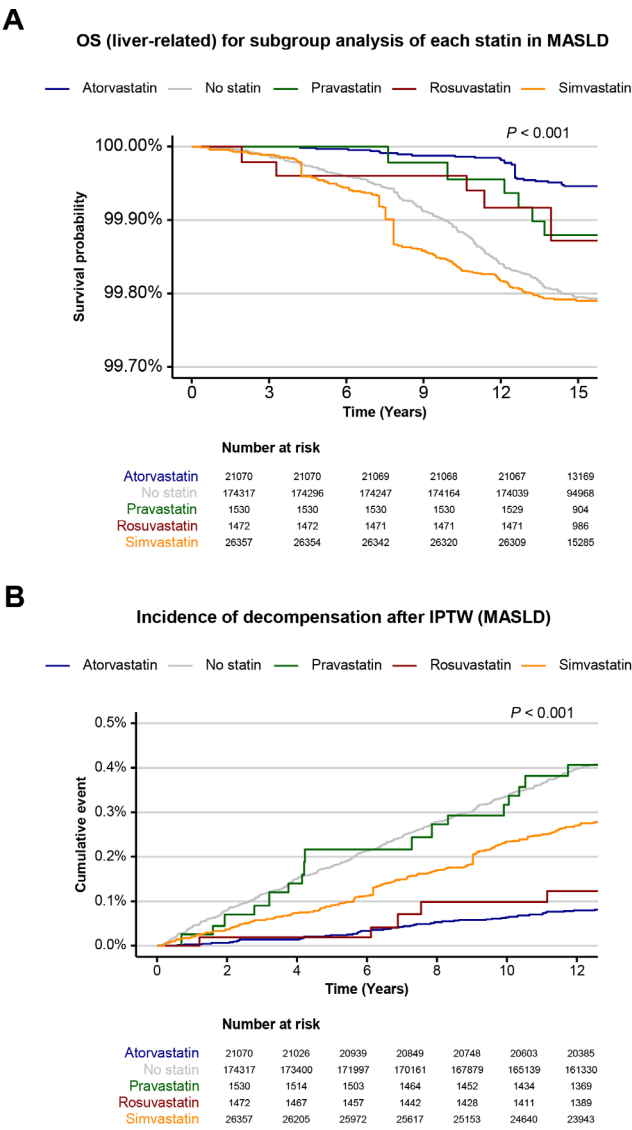 A
OS (liver-related) for subgroup analysis of each statin in MASLD
Atorvastatin No statin Pravastatin Rosuvastatin Simvastatin
P < 0.001
100.00%
99.90%
99.80%
99.70%
Survival probability
0 3 6 9 12 15
Time (Years)
Number at risk
Atorvastatin 21070 21070 21069 21068 21067 13169
No statin 174317 174296 174247 174164 174039 94968
Pravastatin 1530 1530 1530 1530 1529 904
Rosuvastatin 1472 1472 1471 1471 1471 986
Simvastatin 26357 26354 26342 26320 26309 15285
B
Incidence of decompensation after IPTW (MASLD)
Atorvastatin No statin Pravastatin Rosuvastatin Simvastatin
P < 0.001
0.5%
0.4%
0.3%
0.2%
0.1%
0.0%
Cumulative event
0 2 4 6 8 10 12
Time (Years)
Number at risk
Atorvastatin 21070 21026 20939 20849 20748 20603 20385
No statin 174317 173400 171997 170161 167879 165139 161330
Pravastatin 1530 1514 1503 1464 1452 1434 1369
Rosuvastatin 1472 1467 1457 1442 1428 1411 1389
Simvastatin 26357 26205 25972 25617 25153 24640 23943